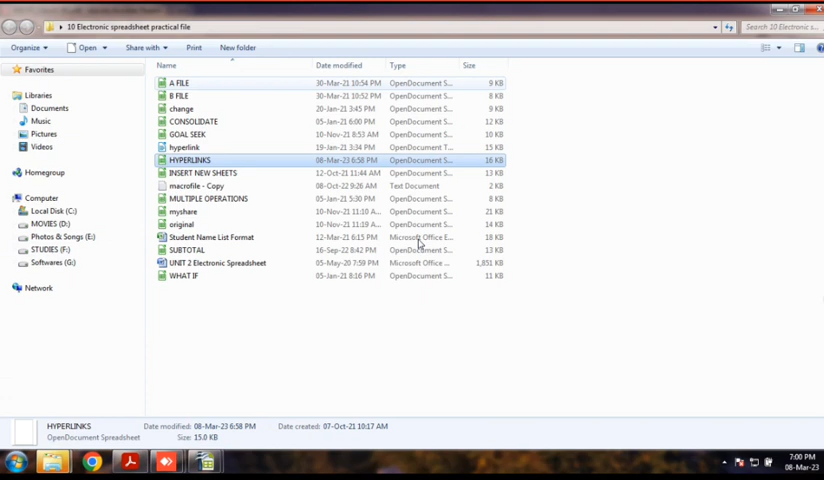 10 Electronic spreadsheet practical file
Search 10 Electronic s...
Organize Open Share with Print New folder
Name Date modified Type Size
Favorites
Libraries
Documents
Music
Pictures
Videos
Homegroup
Computer
Local Disk (C:)
MOVIES (D:)
Photos & Songs (E:)
STUDIES (F:)
Softwares (G:)
Network
A FILE 30-Mar-21 10:54 PM OpenDocument S... 9 KB
B FILE 30-Mar-21 10:52 PM OpenDocument S... 8 KB
change 20-Jan-21 3:45 PM OpenDocument S... 9 KB
CONSOLIDATE 05-Jan-21 6:00 PM OpenDocument S... 12 KB
GOAL SEEK 10-Nov-21 8:53 AM OpenDocument S... 10 KB
hyperlink 19-Jan-21 3:34 PM OpenDocument T... 15 KB
HYPERLINKS 08-Mar-23 6:58 PM OpenDocument S... 16 KB
INSERT NEW SHEETS 12-Oct-21 11:44 AM OpenDocument S... 13 KB
macrofile - Copy 08-Oct-22 9:26 AM Text Document 2 KB
MULTIPLE OPERATIONS 05-Jan-21 5:30 PM OpenDocument S... 8 KB
myshare 10-Nov-21 11:10 A... OpenDocument S... 21 KB
original 10-Nov-21 11:19 A... OpenDocument S... 14 KB
Student Name List Format 12-Mar-21 6:15 PM Microsoft Office E... 18 KB
SUBTOTAL 16-Sep-22 8:42 PM OpenDocument S... 13 KB
UNIT 2 Electronic Spreadsheet 05-May-20 7:59 PM Microsoft Office ... 1,851 KB
WHAT IF 05-Jan-21 8:16 PM OpenDocument S... 11 KB
HYPERLINKS Date modified: 08-Mar-23 6:58 PM Date created: 07-Oct-21 10:17 AM
OpenDocument Spreadsheet Size: 15.0 KB
7:00 PM
08-Mar-23